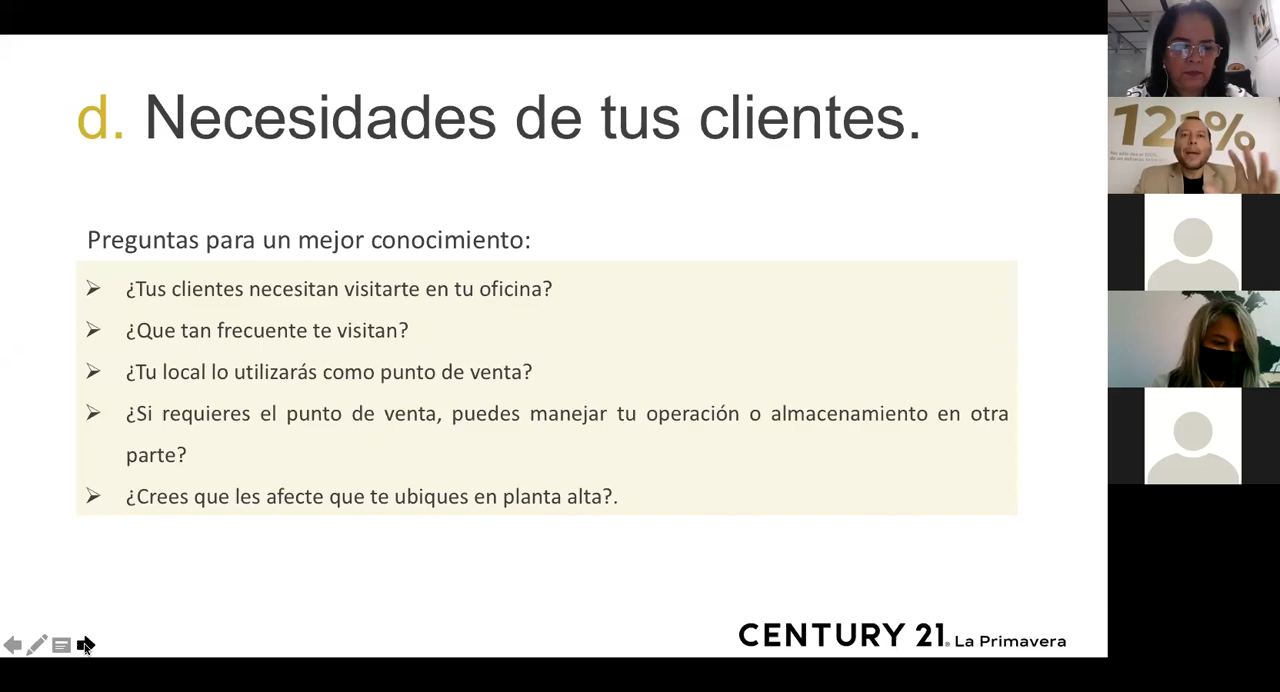 d. Necesidades de tus clientes.
Preguntas para un mejor conocimiento:
¿Tus clientes necesitan visitarte en tu oficina?
¿Que tan frecuente te visitan?
¿Tu local lo utilizarás como punto de venta?
¿Si requieres el punto de venta, puedes manejar tu operación o almacenamiento en otra
parte?
¿Crees que les afecte que te ubiques en planta alta?.
CENTURY 21. La Primavera